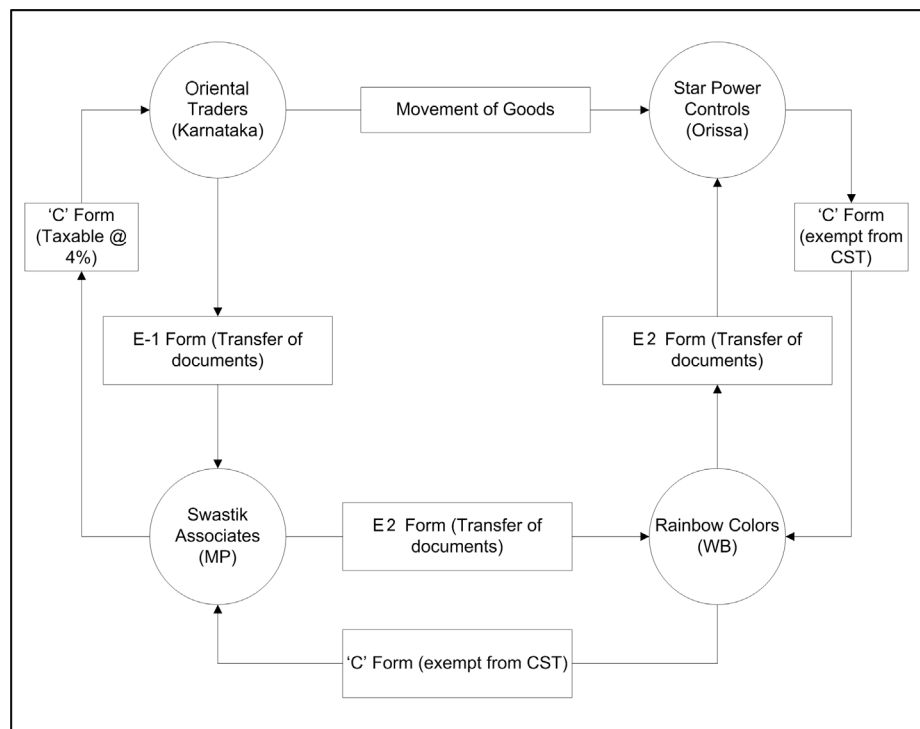 Oriental
Traders
(Karnataka)
Movement of Goods
Star Power
Controls
(Orissa)
‘C’ Form
(Taxable @
4%)
‘C’ Form
(exempt from
CST)
E-1 Form (Transfer of
documents)
E2 Form (Transfer of
documents)
Swastik
Associates
(MP)
E2 Form (Transfer of
documents)
Rainbow Colors
(WB)
‘C’ Form (exempt from CST)